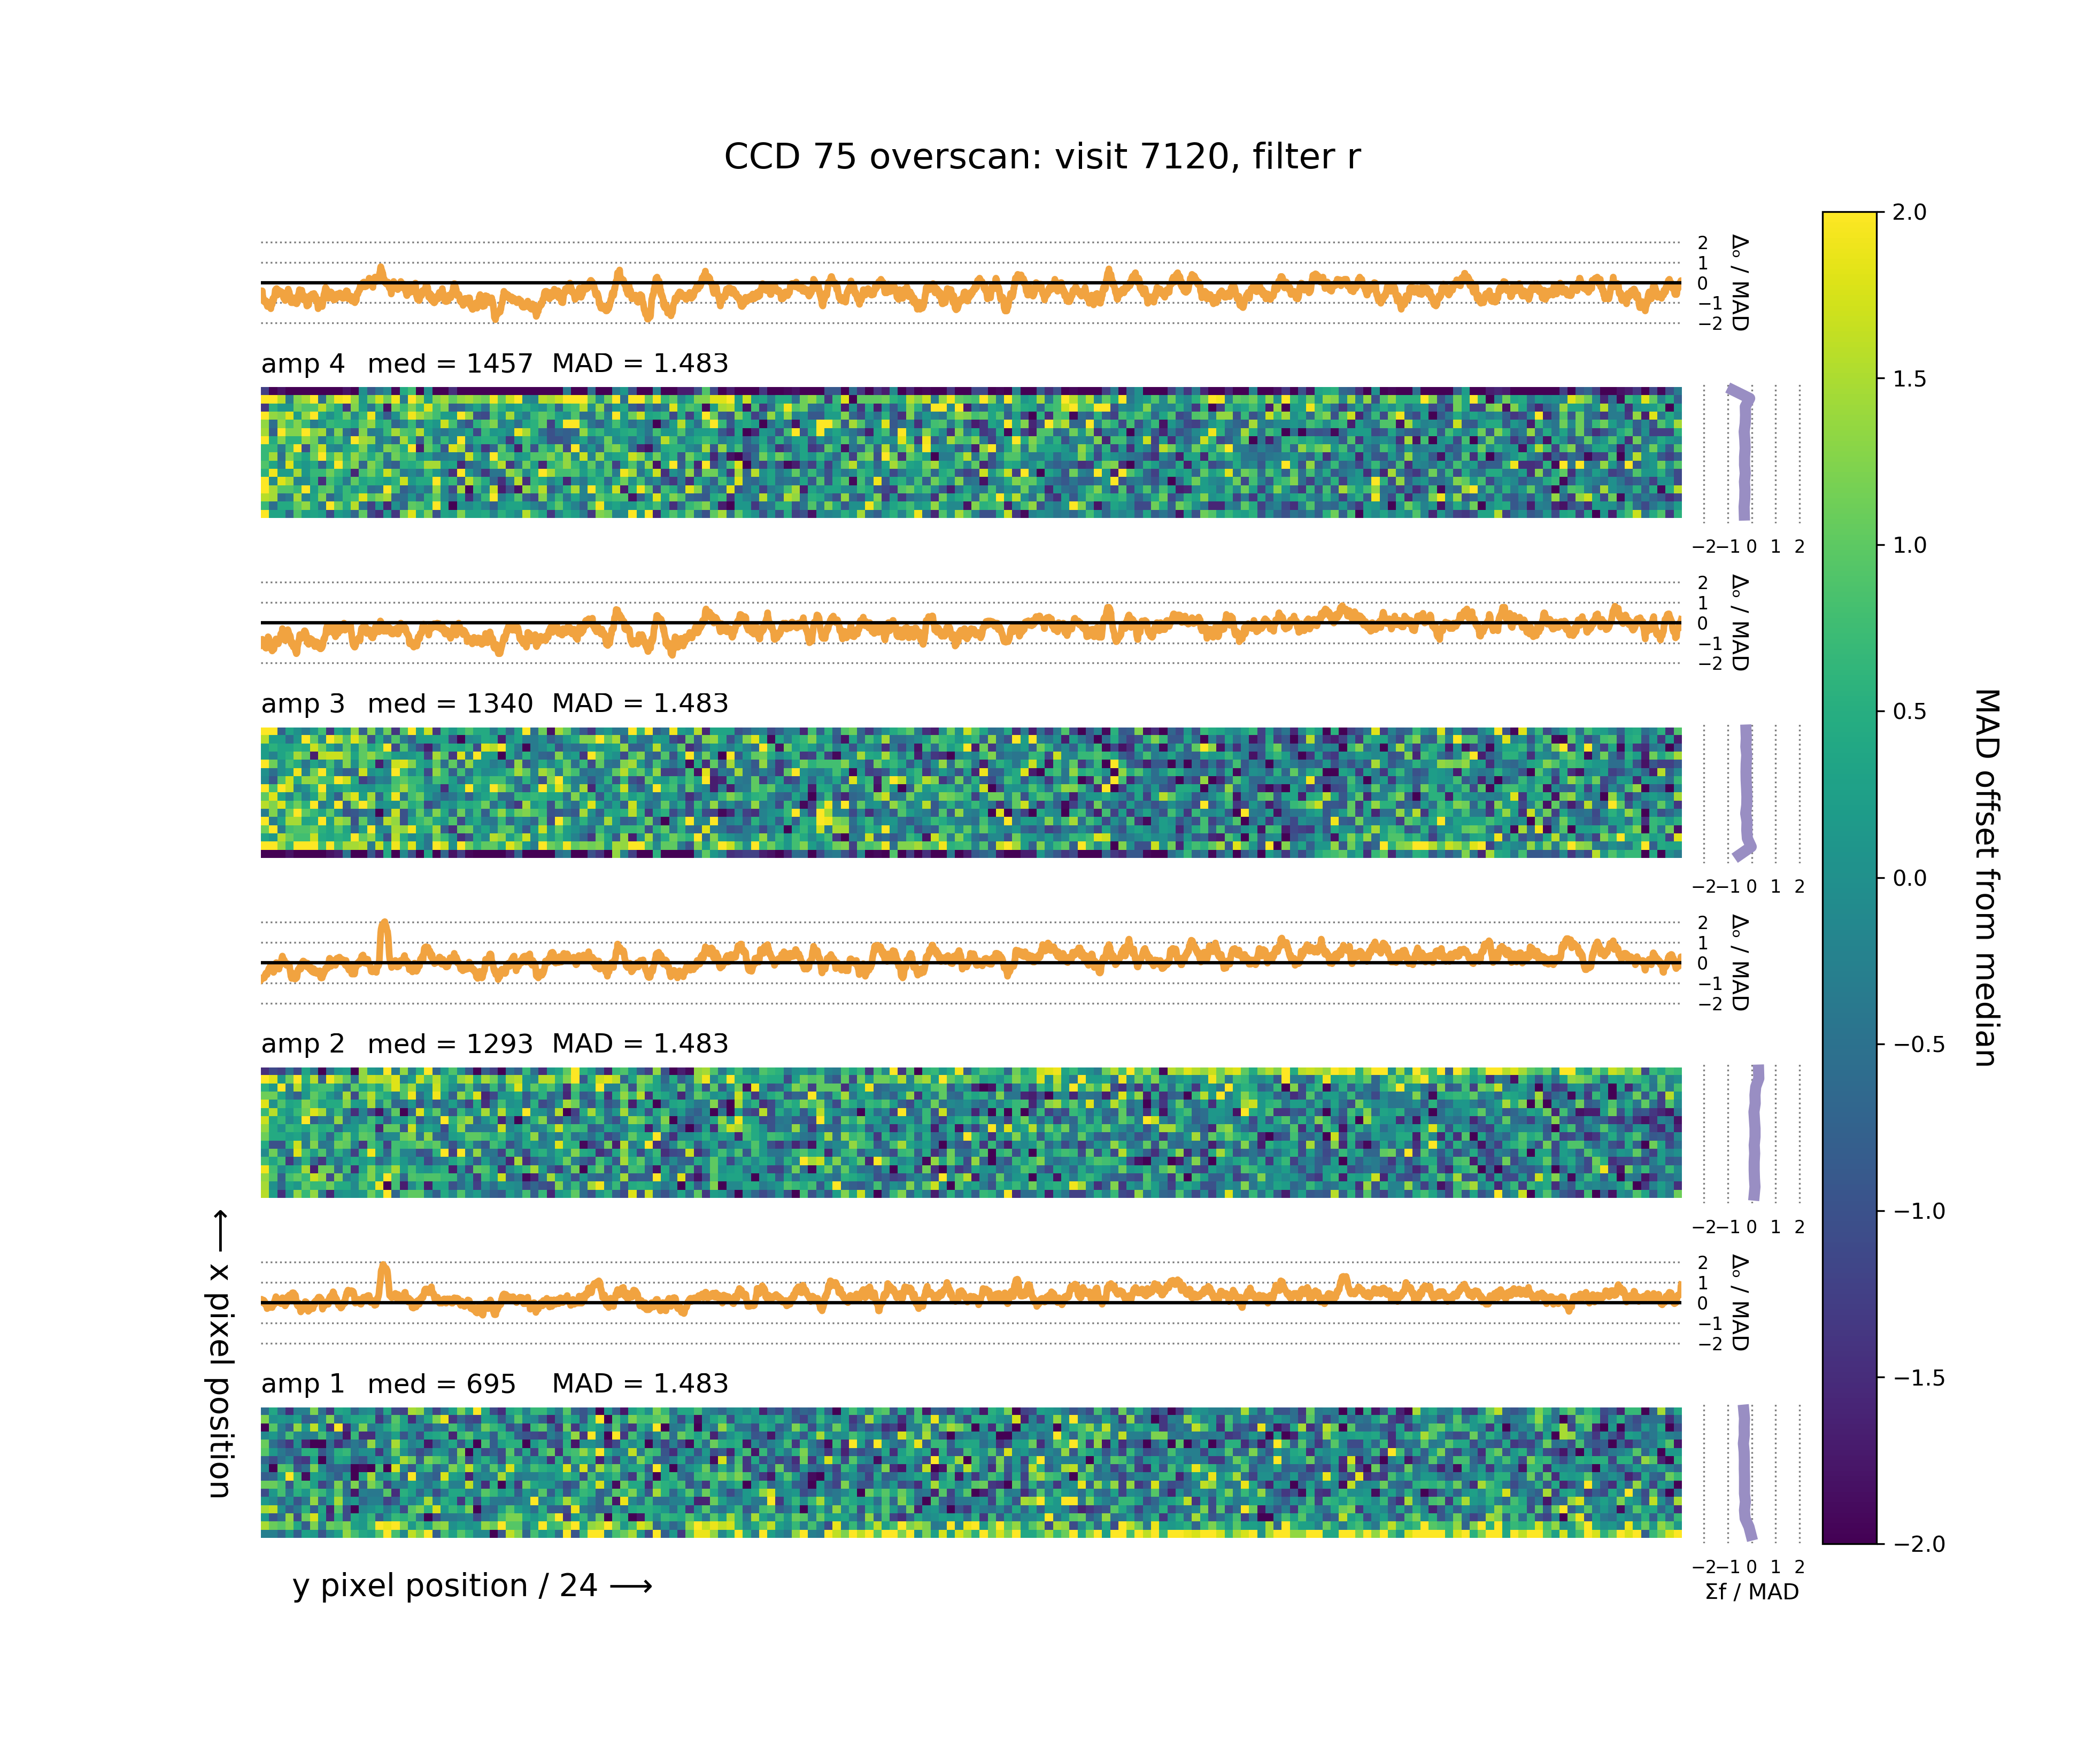 CCD 75 overscan: visit 7120, filter r
2
1
0
−1
−2
Δₒ / MAD
amp 4 med = 1457 MAD = 1.483
−2 −1 0 1 2
2
1
0
−1
−2
Δₒ / MAD
amp 3 med = 1340 MAD = 1.483
−2 −1 0 1 2
2
1
0
−1
−2
Δₒ / MAD
amp 2 med = 1293 MAD = 1.483
−2 −1 0 1 2
2
1
0
−1
−2
Δₒ / MAD
amp 1 med = 695 MAD = 1.483
−2 −1 0 1 2
Σf / MAD
x pixel position ⟶
y pixel position / 24 ⟶
2.0
1.5
1.0
0.5
0.0
−0.5
−1.0
−1.5
−2.0
MAD offset from median